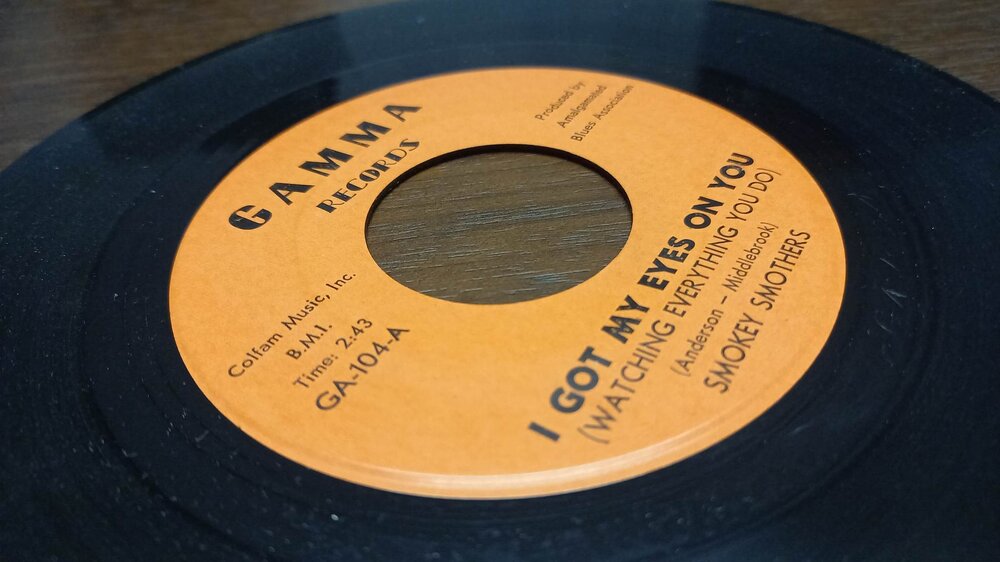 GAMMA
RECORDS
Produced by
Amalgamated
Blues Association
Colfam Music, Inc.
B.M.I.
Time: 2:43
GA-104-A
I GOT MY EYES ON YOU
(WATCHING EVERYTHING YOU DO)
(Anderson - Middlebrook)
SMOKEY SMOTHERS